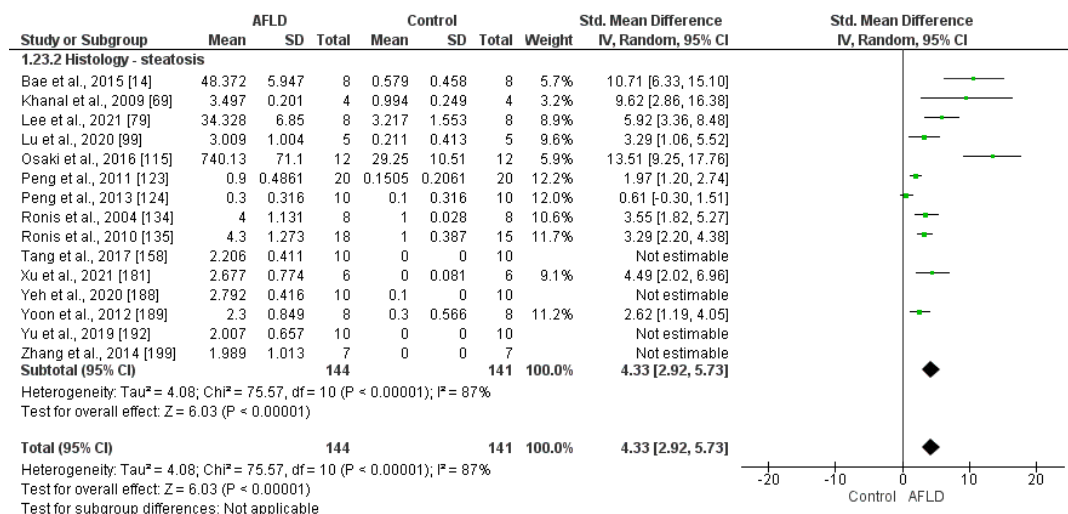 AFLD Control Std. Mean Difference Std. Mean Difference
Study or Subgroup Mean SD Total Mean SD Total Weight IV, Random, 95% CI IV, Random, 95% CI
1.23.2 Histology - steatosis
Bae et al., 2015 [14] 48.372 5.947 8 0.579 0.458 8 5.7% 10.71 [6.33, 15.10]
Khanal et al., 2009 [69] 3.497 0.201 4 0.994 0.249 4 3.2% 9.62 [2.86, 16.38]
Lee et al., 2021 [79] 34.328 6.85 8 3.217 1.553 8 8.9% 5.92 [3.36, 8.48]
Lu et al., 2020 [99] 3.009 1.004 5 0.211 0.413 5 9.4% 3.29 [1.06, 5.52]
Osaki et al., 2016 [115] 740.13 71.1 12 29.25 10.51 12 5.9% 13.51 [9.25, 17.76]
Peng et al., 2011 [123] 0.9 0.4861 20 0.1505 0.2061 20 12.2% 1.97 [1.20, 2.74]
Peng et al., 2013 [124] 0.3 0.316 10 0.1 0.316 10 12.0% 0.61 [-0.30, 1.51]
Ronis et al., 2004 [134] 4 1.131 8 1 0.028 8 10.6% 3.55 [1.82, 5.27]
Ronis et al., 2010 [135] 4.3 1.273 18 1 0.387 15 11.7% 3.29 [2.20, 4.38]
Tang et al., 2017 [158] 2.206 0.411 10 0 0 10 Not estimable
Xu et al., 2021 [181] 2.677 0.774 6 0 0.081 6 9.1% 4.49 [2.02, 6.96]
Yeh et al., 2020 [188] 2.792 0.416 10 0.1 0 10 Not estimable
Yoon et al., 2012 [189] 2.3 0.849 8 0.3 0.566 8 11.2% 2.62 [1.19, 4.05]
Yu et al., 2019 [192] 2.007 0.657 10 0 0 10 Not estimable
Zhang et al., 2014 [199] 1.989 1.013 7 0 0 7 Not estimable
Subtotal (95% CI) 144 141 100.0% 4.33 [2.92, 5.73]
Heterogeneity: Tau² = 4.08; Chi² = 75.57, df = 10 (P < 0.00001); I² = 87%
Test for overall effect: Z = 6.03 (P < 0.00001)
Total (95% CI) 144 141 100.0% 4.33 [2.92, 5.73]
Heterogeneity: Tau² = 4.08; Chi² = 75.57, df = 10 (P < 0.00001); I² = 87%
Test for overall effect: Z = 6.03 (P < 0.00001)
Test for subgroup differences: Not applicable
-20 -10 0 10 20
Control AFLD